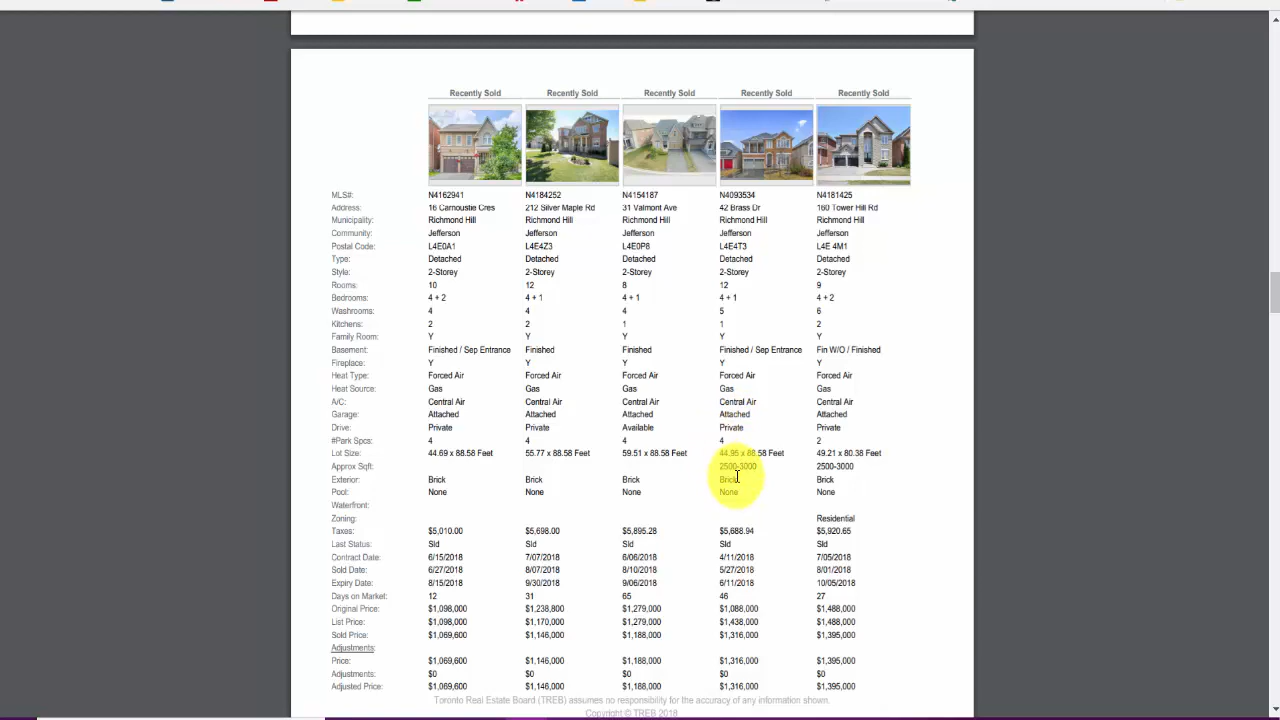 Recently Sold Recently Sold Recently Sold Recently Sold Recently Sold
MLS#: N4162941 N4184252 N4154187 N4093534 N4181425
Address: 16 Carnoustie Cres 212 Silver Maple Rd 31 Valmont Ave 42 Brass Dr 160 Tower Hill Rd
Municipality: Richmond Hill Richmond Hill Richmond Hill Richmond Hill Richmond Hill
Community: Jefferson Jefferson Jefferson Jefferson Jefferson
Postal Code: L4E0A1 L4E4Z3 L4E0P8 L4E4T3 L4E 4M1
Type: Detached Detached Detached Detached Detached
Style: 2-Storey 2-Storey 2-Storey 2-Storey 2-Storey
Rooms: 10 12 8 12 9
Bedrooms: 4 + 2 4 + 1 4 + 1 4 + 1 4 + 2
Washrooms: 4 4 4 5 6
Kitchens: 2 2 1 1 2
Family Room: Y Y Y Y Y
Basement: Finished / Sep Entrance Finished Finished Finished / Sep Entrance Fin W/O / Finished
Fireplace: Y Y Y Y Y
Heat Type: Forced Air Forced Air Forced Air Forced Air Forced Air
Heat Source: Gas Gas Gas Gas Gas
A/C: Central Air Central Air Central Air Central Air Central Air
Garage: Attached Attached Attached Attached Attached
Drive: Private Private Available Private Private
#Park Spcs: 4 4 4 4 2
Lot Size: 44.69 x 88.58 Feet 55.77 x 88.58 Feet 59.51 x 88.58 Feet 44.95 x 88.58 Feet 49.21 x 80.38 Feet
Approx Sqft: 2500-3000 2500-3000
Exterior: Brick Brick Brick Brick Brick
Pool: None None None None None
Waterfront:
Zoning: Residential
Taxes: $5,010.00 $5,698.00 $5,895.28 $5,688.94 $5,920.65
Last Status: Sld Sld Sld Sld Sld
Contract Date: 6/15/2018 7/07/2018 6/06/2018 4/11/2018 7/05/2018
Sold Date: 6/27/2018 8/07/2018 8/10/2018 5/27/2018 8/01/2018
Expiry Date: 8/15/2018 9/30/2018 9/06/2018 6/11/2018 10/05/2018
Days on Market: 12 31 65 46 27
Original Price: $1,098,000 $1,238,800 $1,279,000 $1,088,000 $1,488,000
List Price: $1,098,000 $1,170,000 $1,279,000 $1,438,000 $1,488,000
Sold Price: $1,069,600 $1,146,000 $1,188,000 $1,316,000 $1,395,000
Adjustments:
Price: $1,069,600 $1,146,000 $1,188,000 $1,316,000 $1,395,000
Adjustments: $0 $0 $0 $0 $0
Adjusted Price: $1,069,600 $1,146,000 $1,188,000 $1,316,000 $1,395,000
Toronto Real Estate Board (TREB) assumes no responsibility for the accuracy of any information shown.
Copyright © TREB 2018